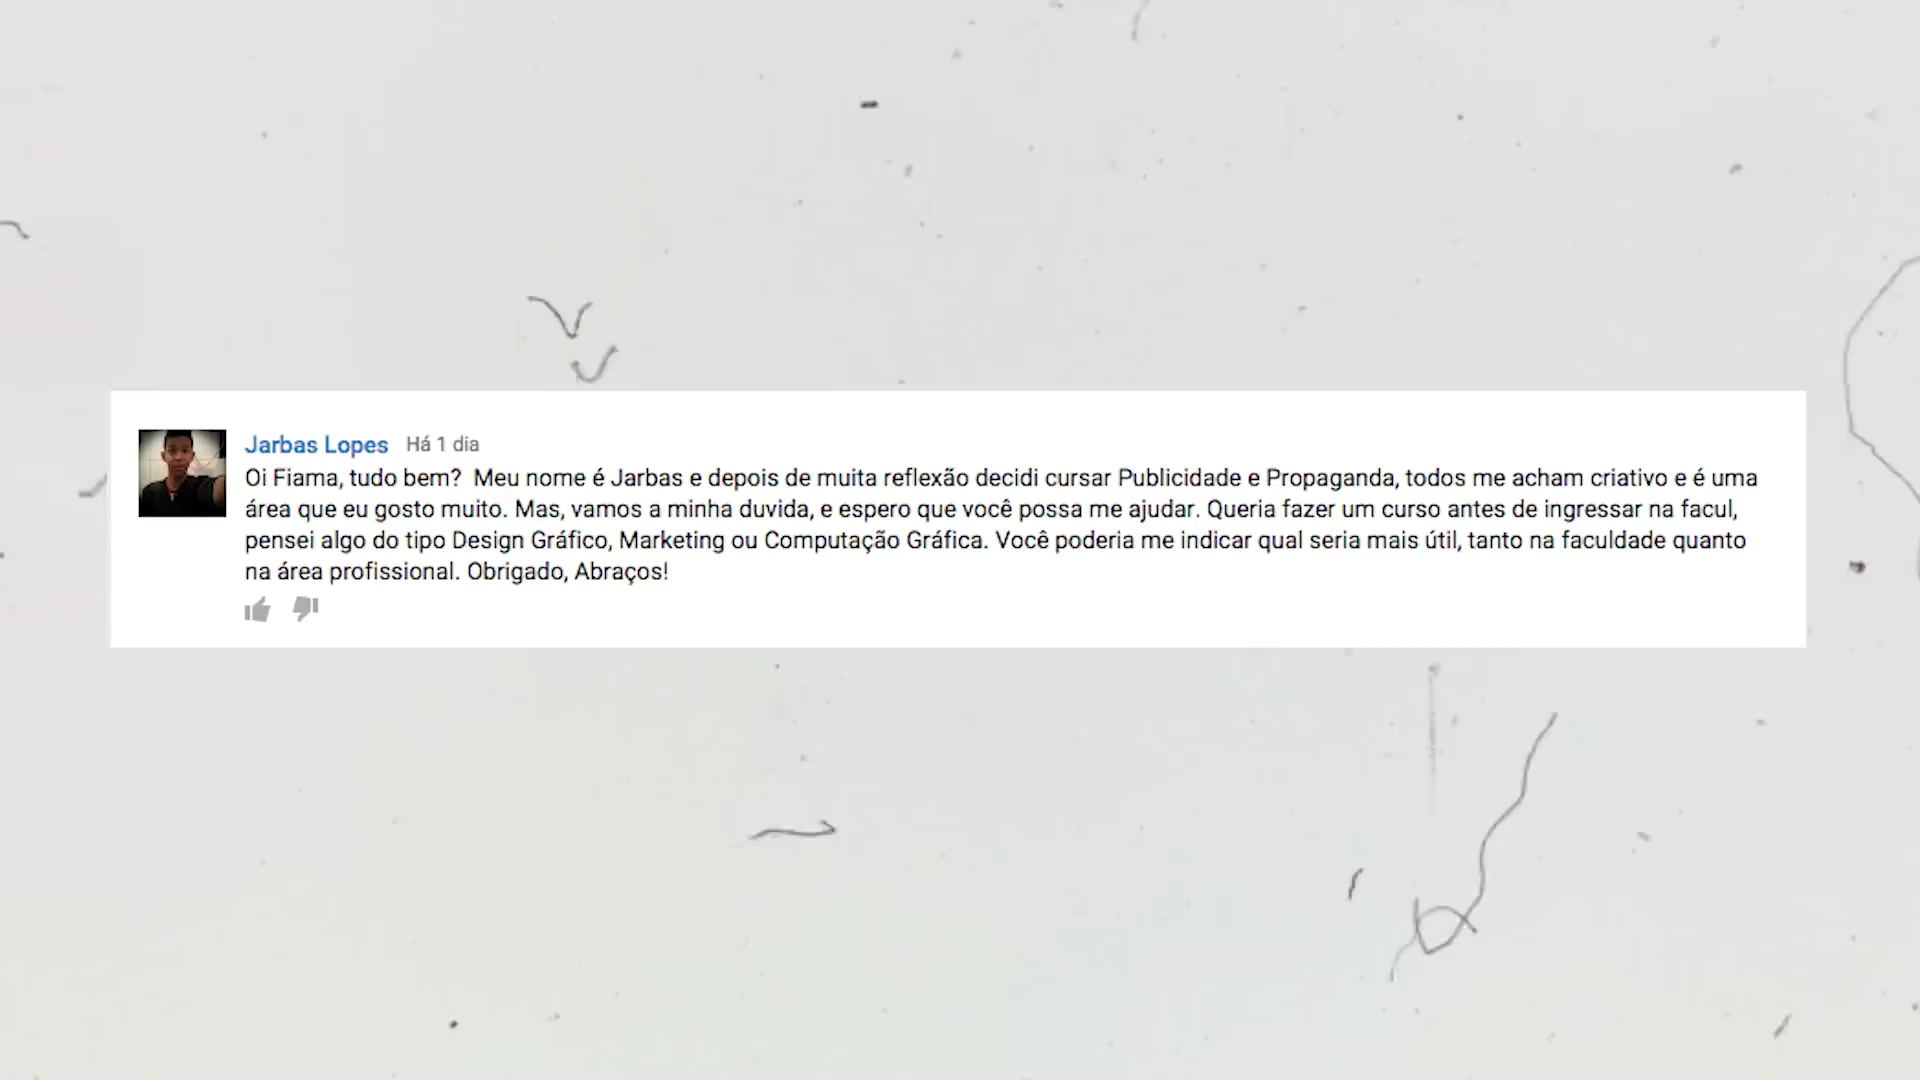 Jarbas Lopes Há 1 dia
Oi Fiama, tudo bem? Meu nome é Jarbas e depois de muita reflexão decidi cursar Publicidade e Propaganda, todos me acham criativo e é uma
área que eu gosto muito. Mas, vamos a minha duvida, e espero que você possa me ajudar. Queria fazer um curso antes de ingressar na facul,
pensei algo do tipo Design Gráfico, Marketing ou Computação Gráfica. Você poderia me indicar qual seria mais útil, tanto na faculdade quanto
na área profissional. Obrigado, Abraços!